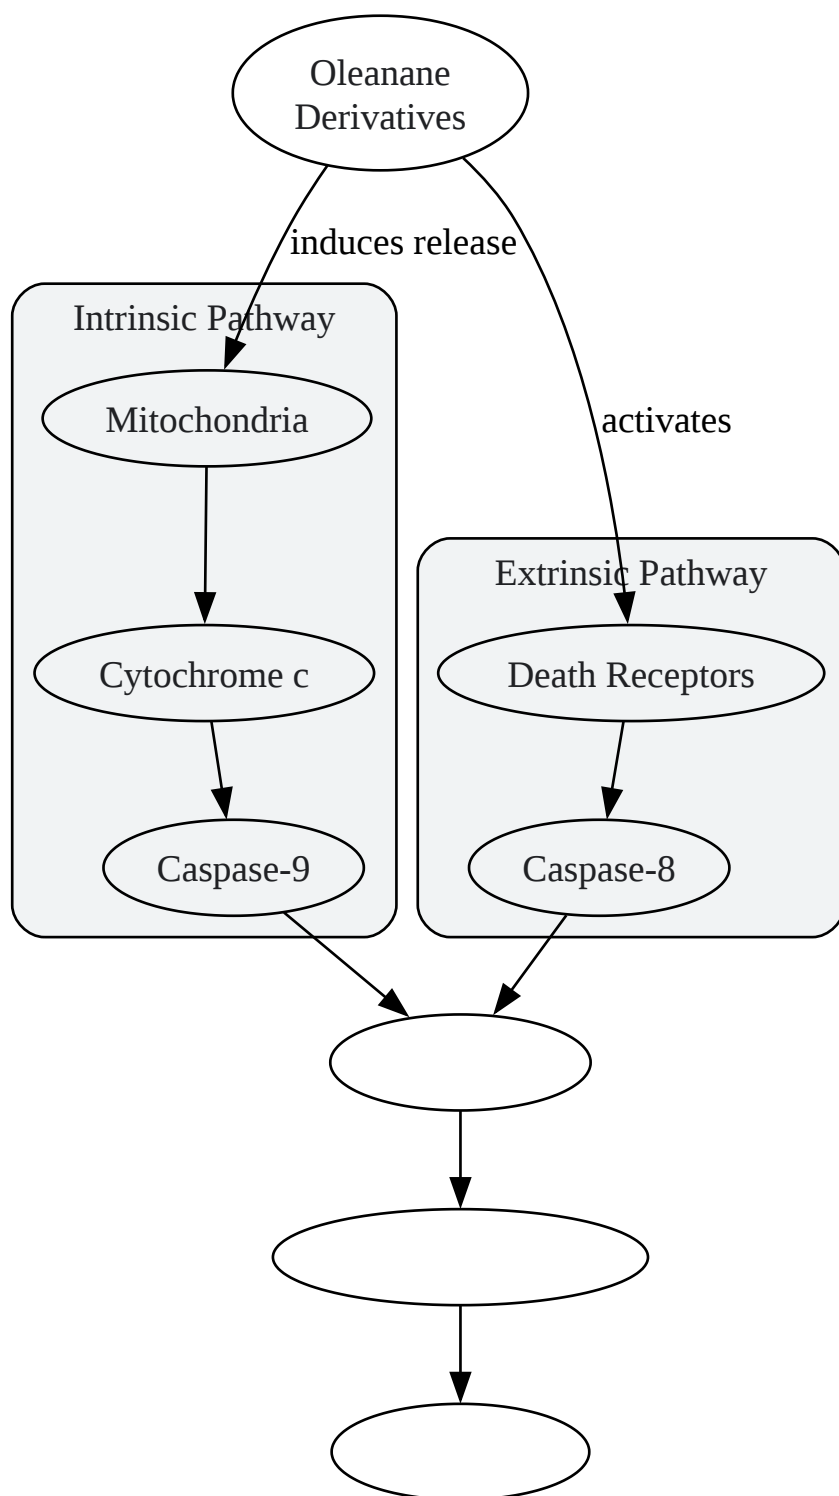 Oleanane
Derivatives
induces release
Intrinsic Pathway
Mitochondria
activates
Extrinsic Pathway
Cytochrome c
Death Receptors
Caspase-9
Caspase-8